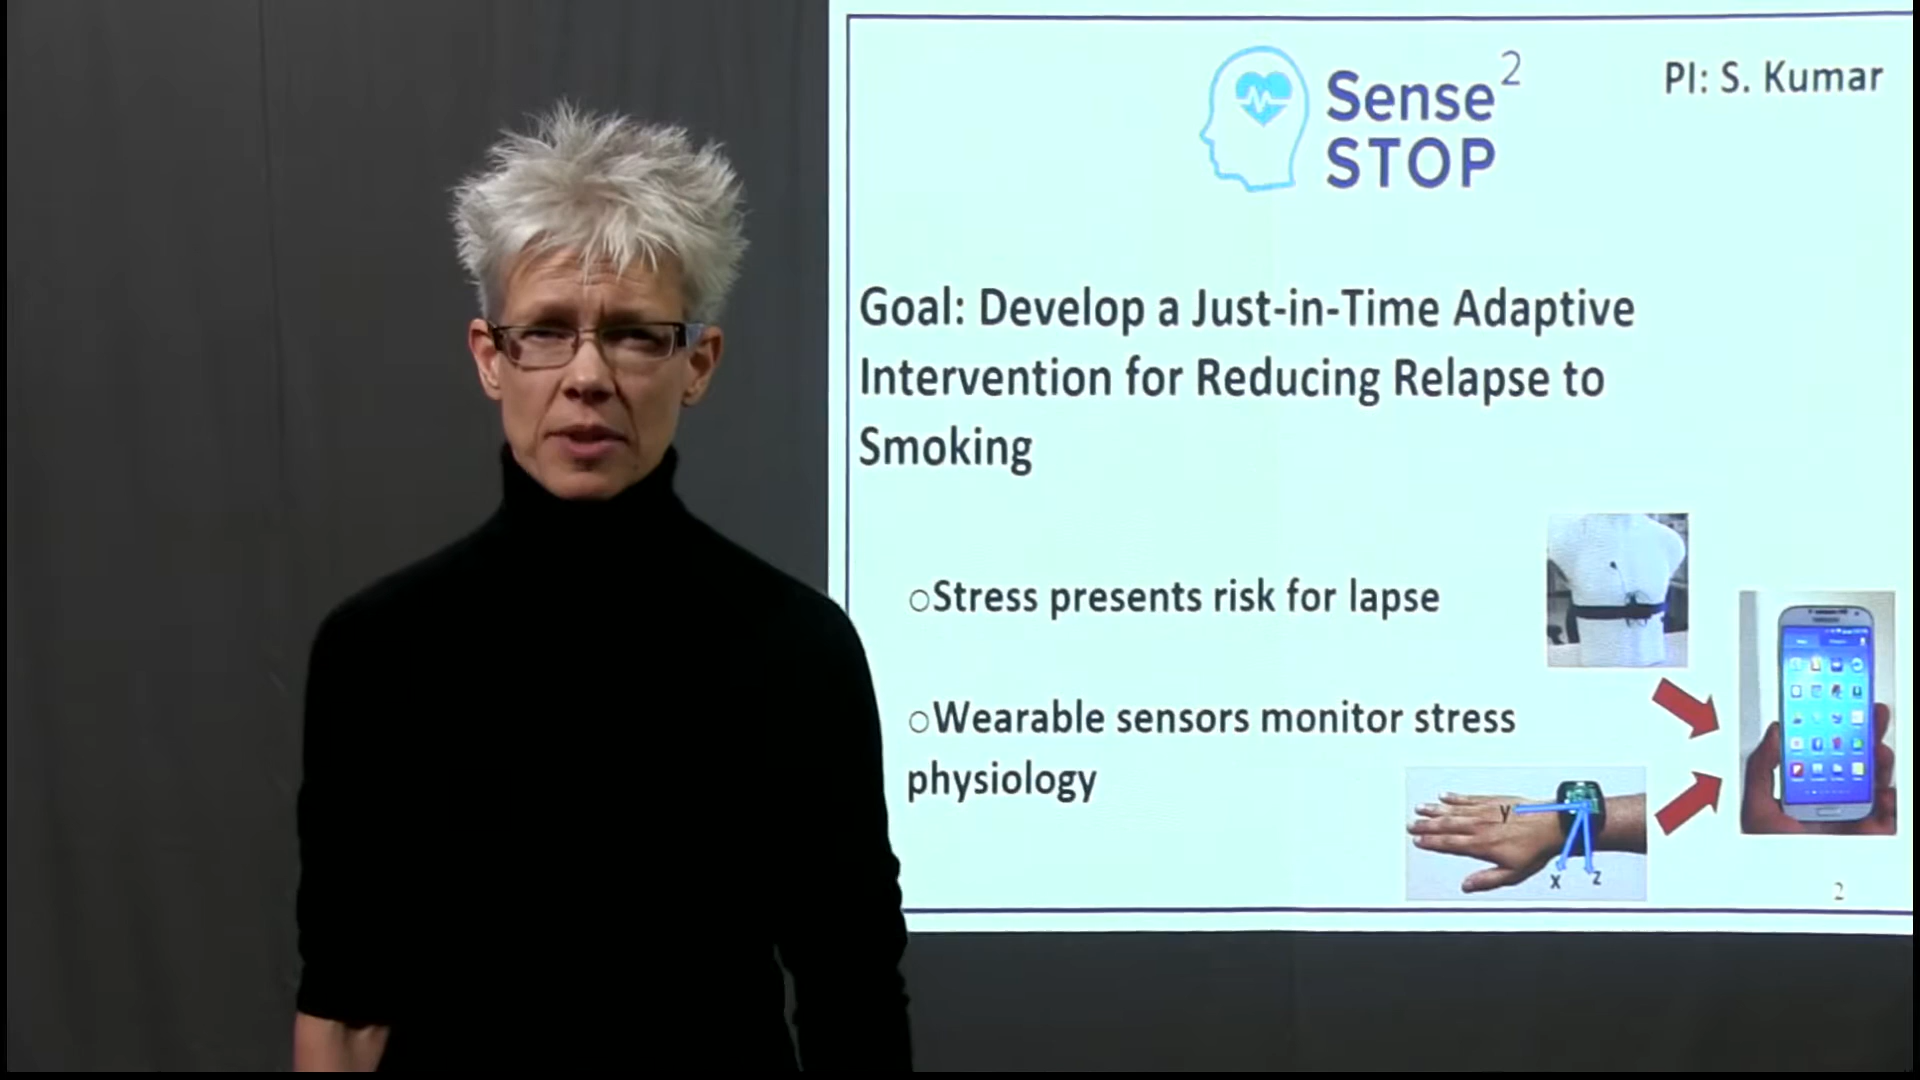 Sense²
STOP
PI: S. Kumar
Goal: Develop a Just-in-Time Adaptive
Intervention for Reducing Relapse to
Smoking
○Stress presents risk for lapse
○Wearable sensors monitor stress
physiology
y
x z
2